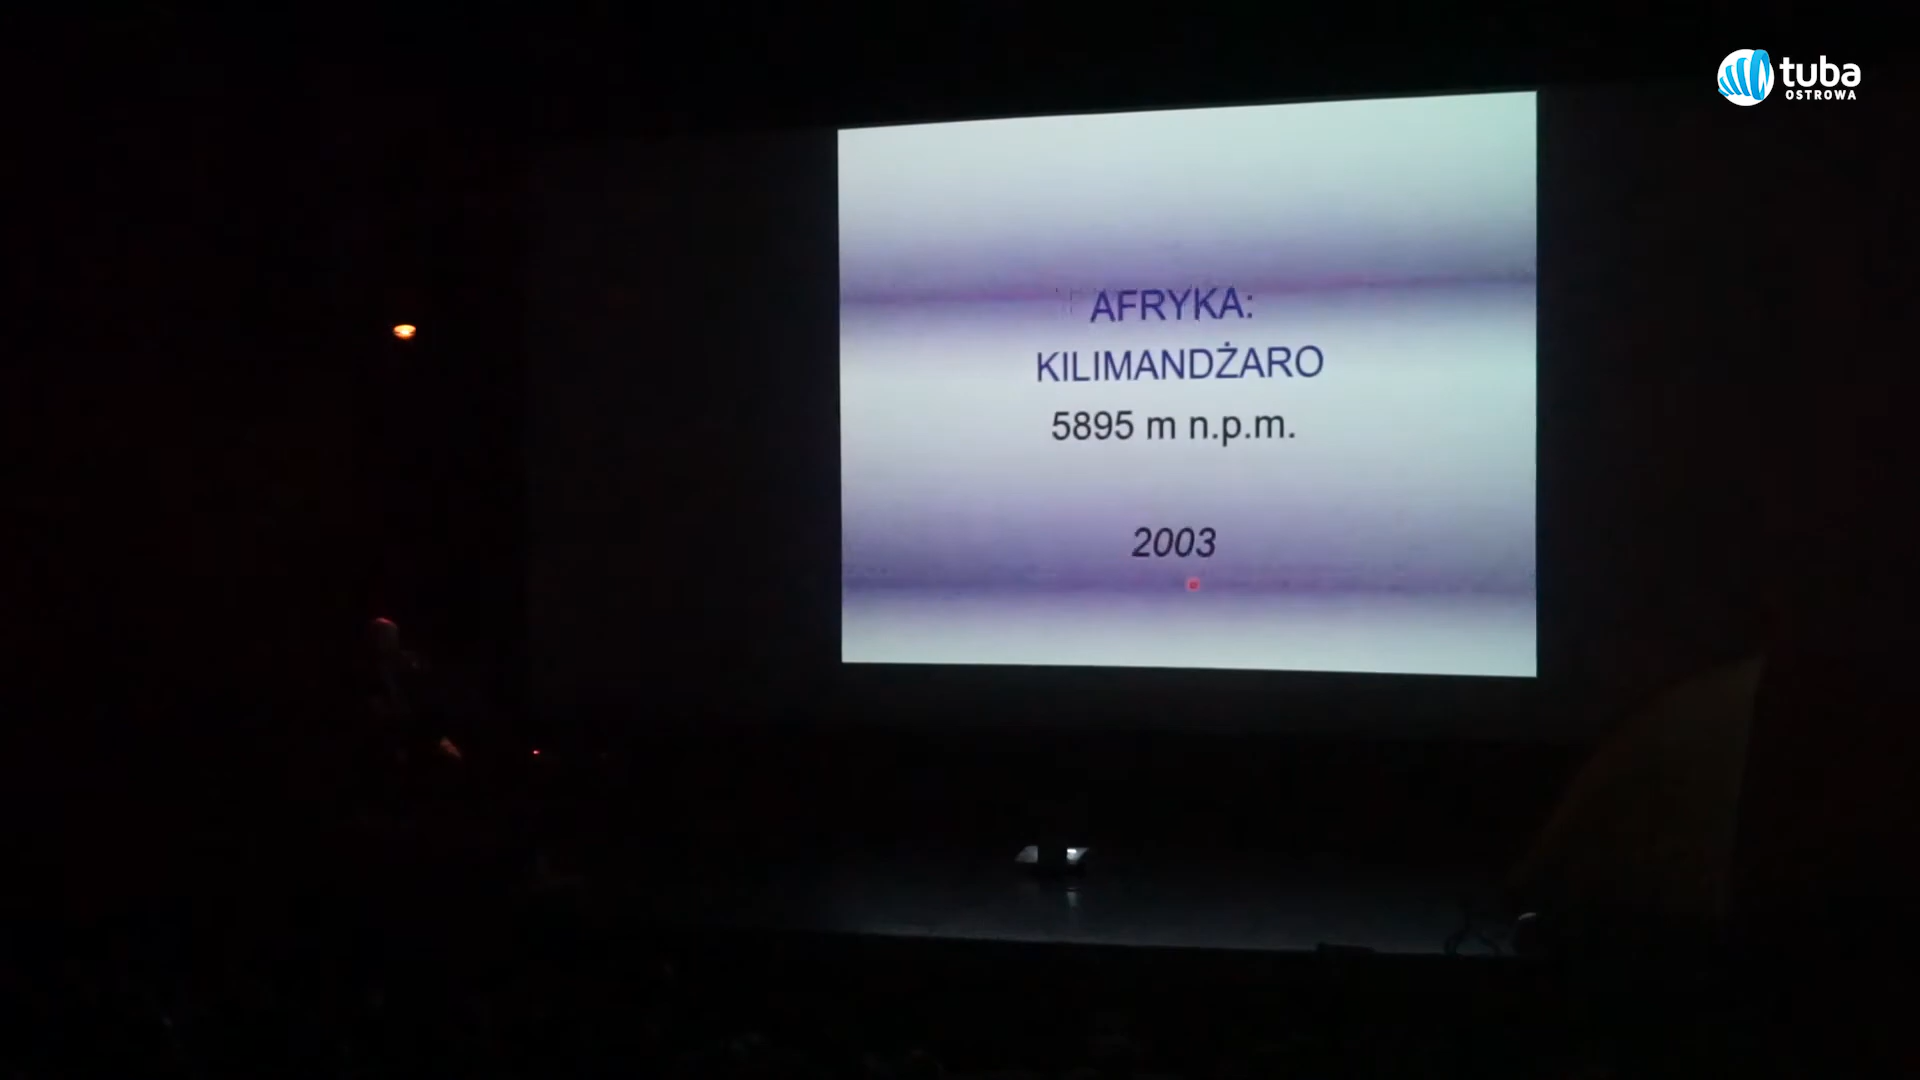 tuba
OSTROWA
AFRYKA:
KILIMANDŻARO
5895 m n.p.m.
2003